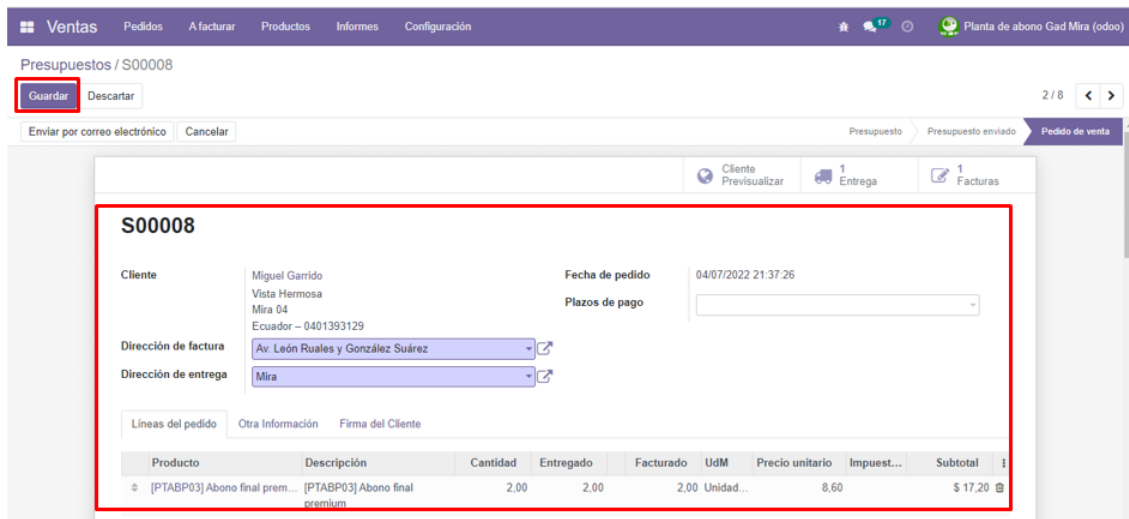 Ventas Pedidos A facturar Productos Informes Configuración 17 Planta de abono Gad Mira (odoo)
Presupuestos / S00008
Guardar Descartar 2 / 8
Enviar por correo electrónico Cancelar Presupuesto Presupuesto enviado Pedido de venta
Cliente Previsualizar 1 Entrega 1 Facturas
S00008
Cliente Miguel Garrido Fecha de pedido 04/07/2022 21:37:26
Vista Hermosa
Mira 04 Plazos de pago
Ecuador – 0401393129
Dirección de factura Av. León Ruales y González Suárez
Dirección de entrega Mira
Líneas del pedido Otra Información Firma del Cliente
Producto Descripción Cantidad Entregado Facturado UdM Precio unitario Impuest... Subtotal
[PTABP03] Abono final prem... [PTABP03] Abono final 2,00 2,00 2,00 Unidad... 8,60 $ 17,20
premium